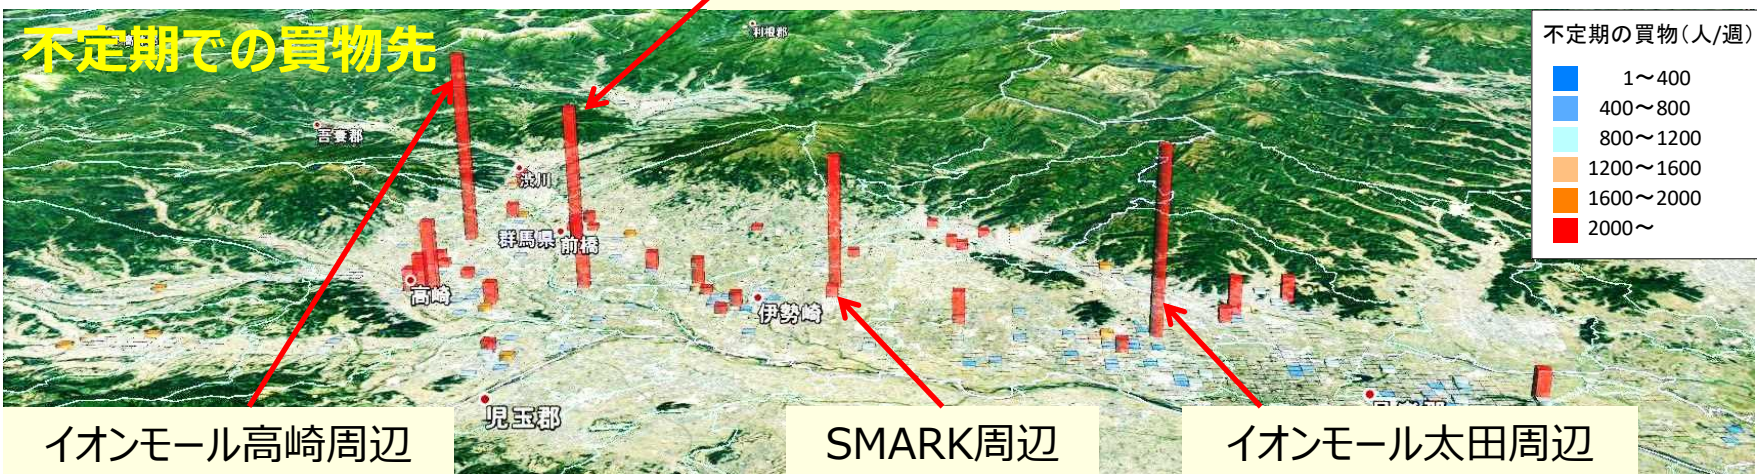 不定期での買物先
利根郡
吾妻郡
渋川
群馬県
前橋
高崎
伊勢崎
児玉郡
不定期の買物(人/週)
1~400
400~800
800~1200
1200~1600
1600~2000
2000~
イオンモール高崎周辺
SMARK周辺
イオンモール太田周辺